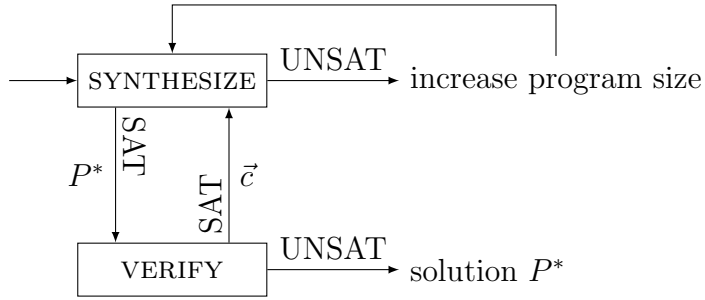 UNSAT
SYNTHESIZE
increase program size
SAT
P*
SAT
c⃗
UNSAT
VERIFY
solution P*